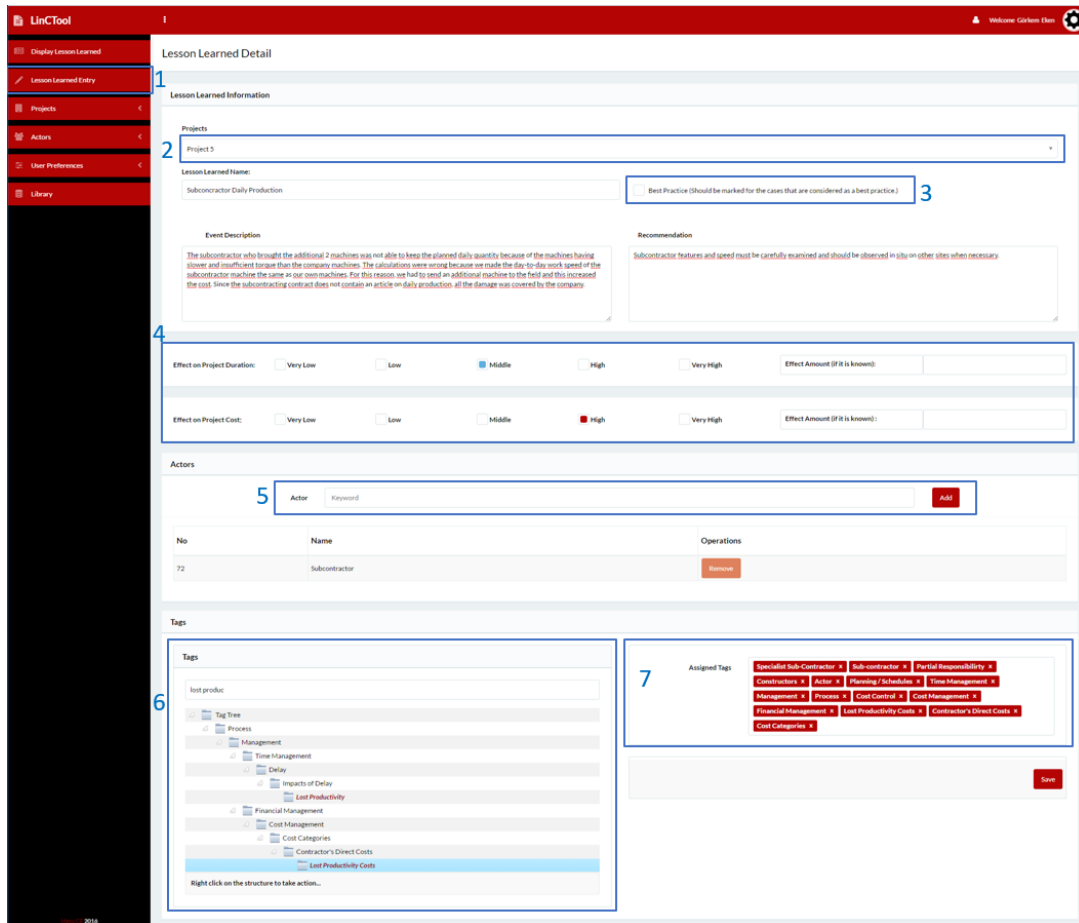 LinCTool
Welcome Görkem Eken
Display Lesson Learned
Lesson Learned Entry
Projects
Actors
User Preferences
Library
2016
Lesson Learned Detail
1
Lesson Learned Information
Projects
2
Project 5
Lesson Learned Name:
Subconcractor Daily Production
Best Practice (Should be marked for the cases that are considered as a best practice.)
3
Event Description
Recommendation
The subcontractor who brought the additional 2 machines was not able to keep the planned daily quantity because of the machines having
slower and insufficient torque than the company machines. The calculations were wrong because we made the day-to-day work speed of the
subcontractor machine the same as our own machines. For this reason, we had to send an additional machine to the field and this increased
the cost. Since the subcontracting contract does not contain an article on daily production, all the damage was covered by the company.
Subcontractor features and speed must be carefully examined and should be observed in situ on other sites when necessary.
4
Effect on Project Duration: Very Low Low Middle High Very High Effect Amount (if it is known):
Effect on Project Cost: Very Low Low Middle High Very High Effect Amount (if it is known) :
Actors
5
Actor Keyword Add
No Name Operations
72 Subcontractor Remove
Tags
6
Tags
lost produc
Tag Tree
Process
Management
Time Management
Delay
Impacts of Delay
Lost Productivity
Financial Management
Cost Management
Cost Categories
Contractor's Direct Costs
Lost Productivity Costs
Right click on the structure to take action...
7
Assigned Tags
Specialist Sub-Contractor x Sub-contractor x Partial Responsibilirty x
Constructors x Actor x Planning / Schedules x Time Management x
Management x Process x Cost Control x Cost Management x
Financial Management x Lost Productivity Costs x Contractor's Direct Costs x
Cost Categories x
Save